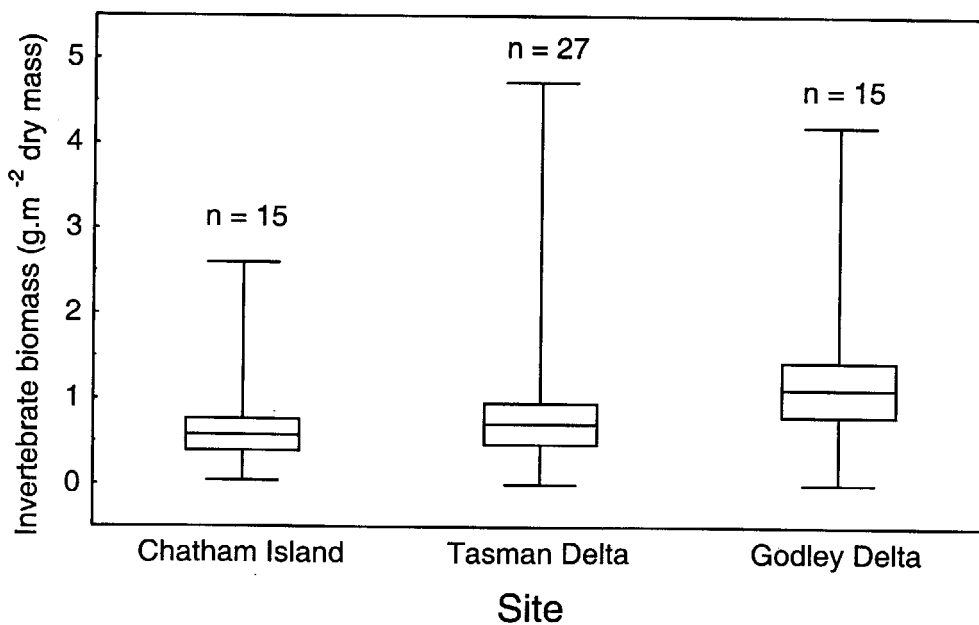 Invertebrate biomass (g.m -2 dry mass)
5
4
3
2
1
0
n = 15
n = 27
n = 15
Chatham Island
Tasman Delta
Godley Delta
Site